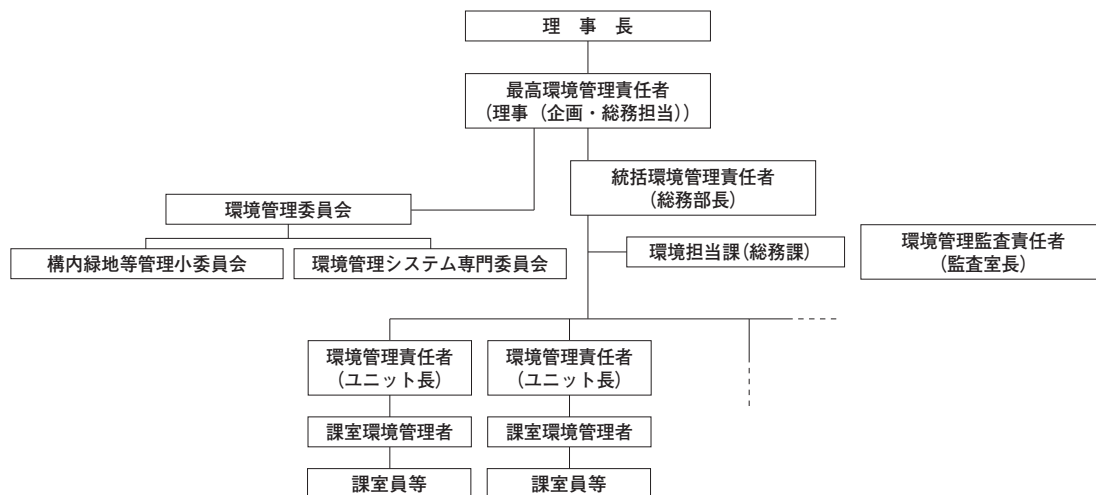 理　事　長
最高環境管理責任者
(理事（企画・総務担当))
統括環境管理責任者
(総務部長)
環境管理委員会
環境担当課(総務課)
環境管理監査責任者
(監査室長)
構内緑地等管理小委員会
環境管理システム専門委員会
環境管理責任者
(ユニット長)
環境管理責任者
(ユニット長)
課室環境管理者
課室環境管理者
課室員等
課室員等